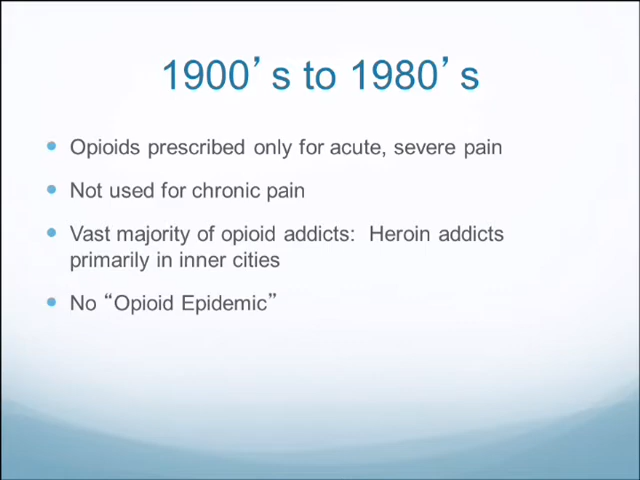 1900’s to 1980’s
Opioids prescribed only for acute, severe pain
Not used for chronic pain
Vast majority of opioid addicts: Heroin addicts
primarily in inner cities
No “Opioid Epidemic”